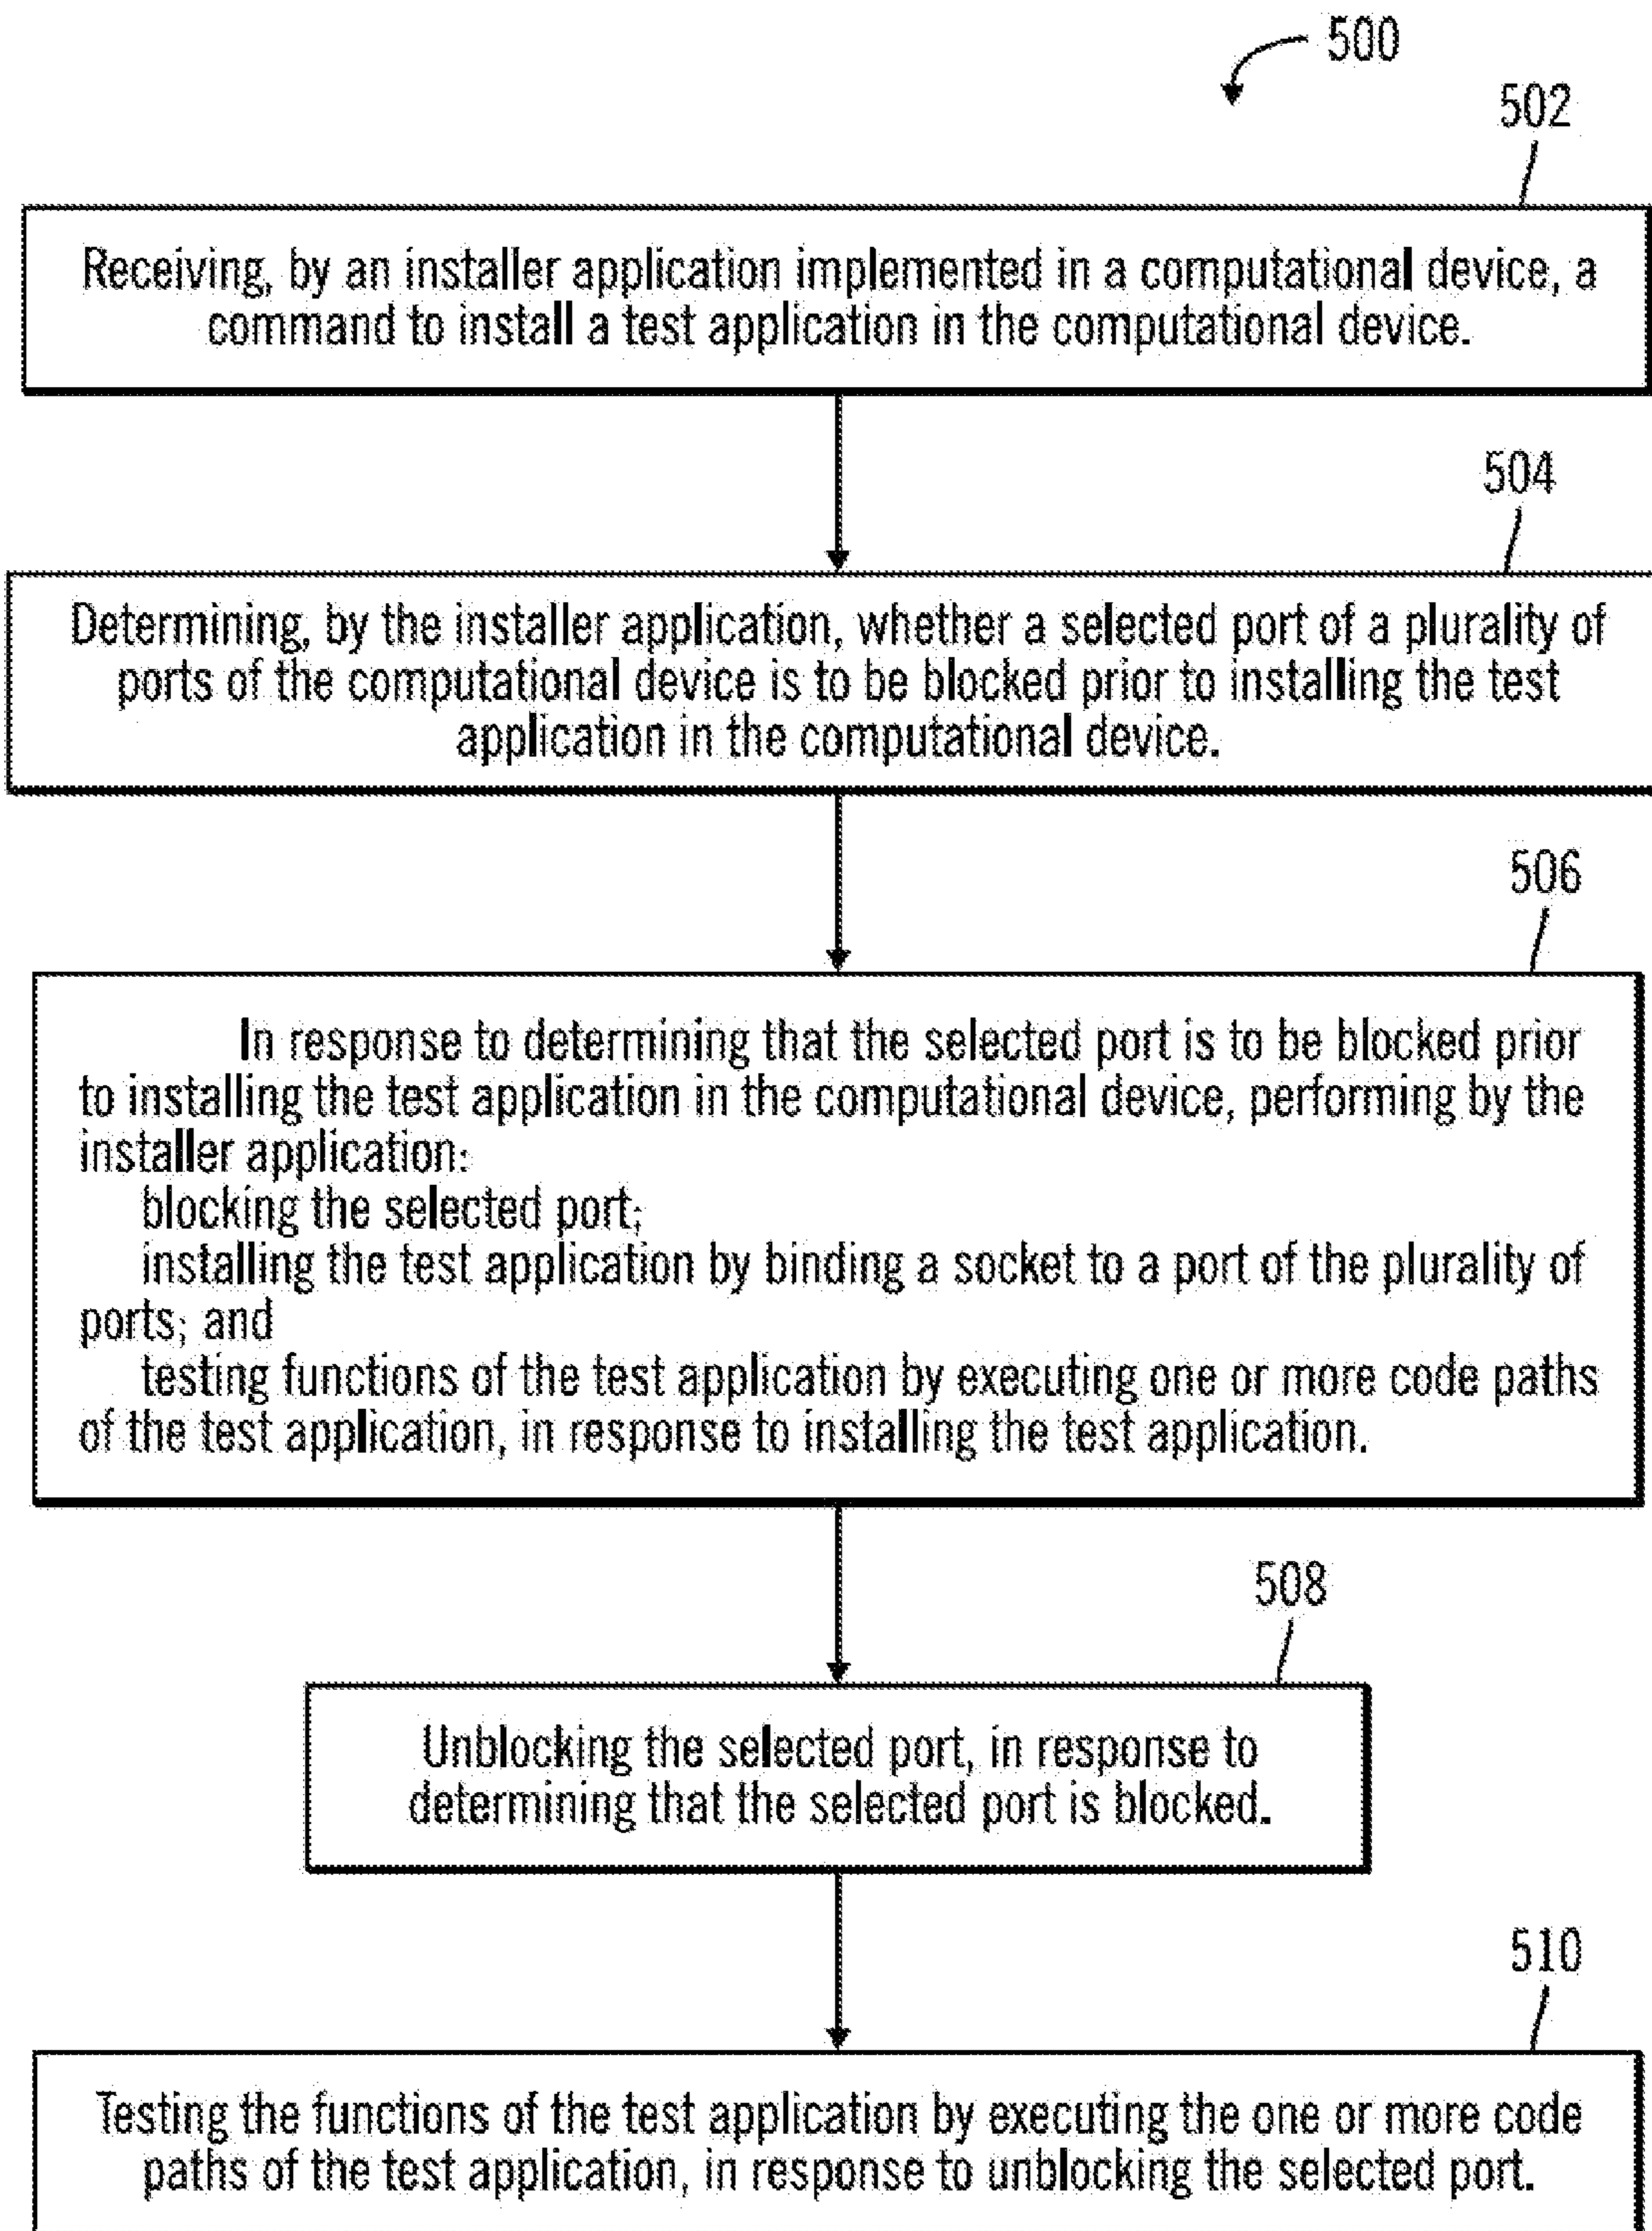 500
502
Receiving, by an installer application implemented in a computational device, a
command to install a test application in the computational device.
504
Determining, by the installer application, whether a selected port of a plurality of
ports of the computational device is to be blocked prior to installing the test
application in the computational device.
506
In response to determining that the selected port is to be blocked prior
to installing the test application in the computational device, performing by the
installer application:
blocking the selected port;
installing the test application by binding a socket to a port of the plurality of
ports; and
testing functions of the test application by executing one or more code paths
of the test application, in response to installing the test application.
508
Unblocking the selected port, in response to
determining that the selected port is blocked.
510
Testing the functions of the test application by executing the one or more code
paths of the test application, in response to unblocking the selected port.